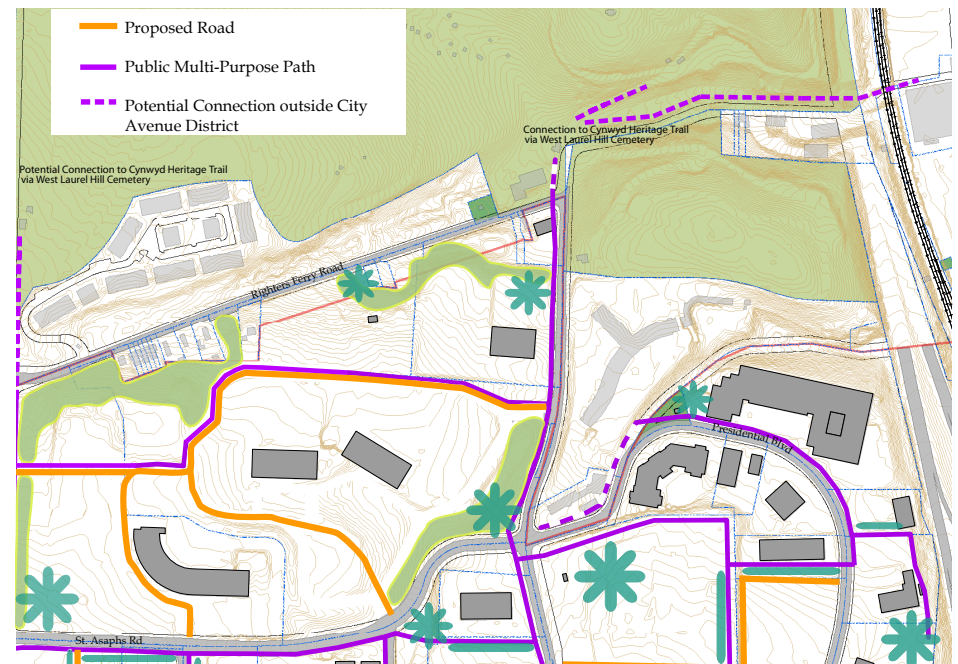 Proposed Road
Public Multi-Purpose Path
Potential Connection outside City
Avenue District
Connection to Cynwyd Heritage Trail
via West Laurel Hill Cemetery
Potential Connection to Cynwyd Heritage Trail
via West Laurel Hill Cemetery
Righters Ferry Road
Presidential Blvd
St. Asaphs Rd